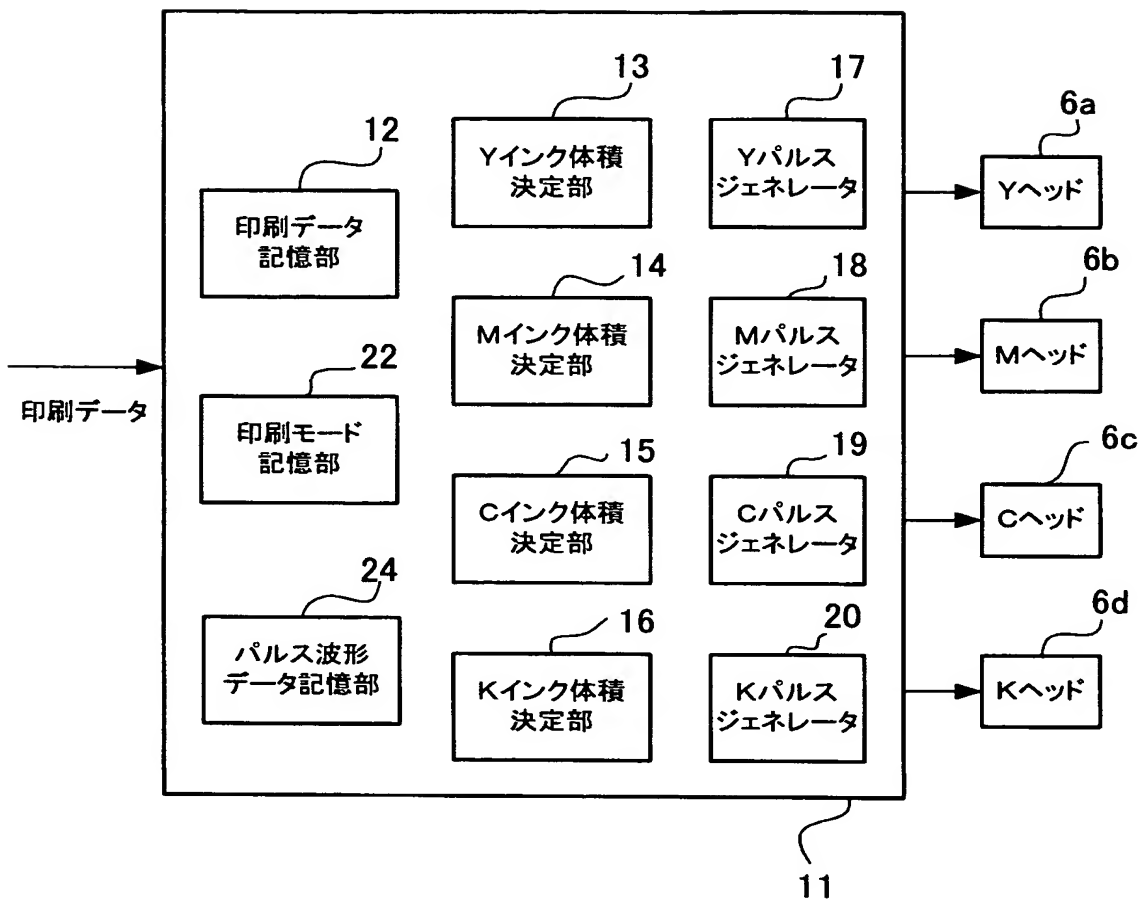 12
印刷データ
記憶部
22
印刷モード
記憶部
24
パルス波形
データ記憶部
13
Yインク体積
決定部
14
Mインク体積
決定部
15
Cインク体積
決定部
16
Kインク体積
決定部
17
Yパルス
ジェネレータ
18
Mパルス
ジェネレータ
19
Cパルス
ジェネレータ
20
Kパルス
ジェネレータ
6a
Yヘッド
6b
Mヘッド
6c
Cヘッド
6d
Kヘッド
印刷データ
11